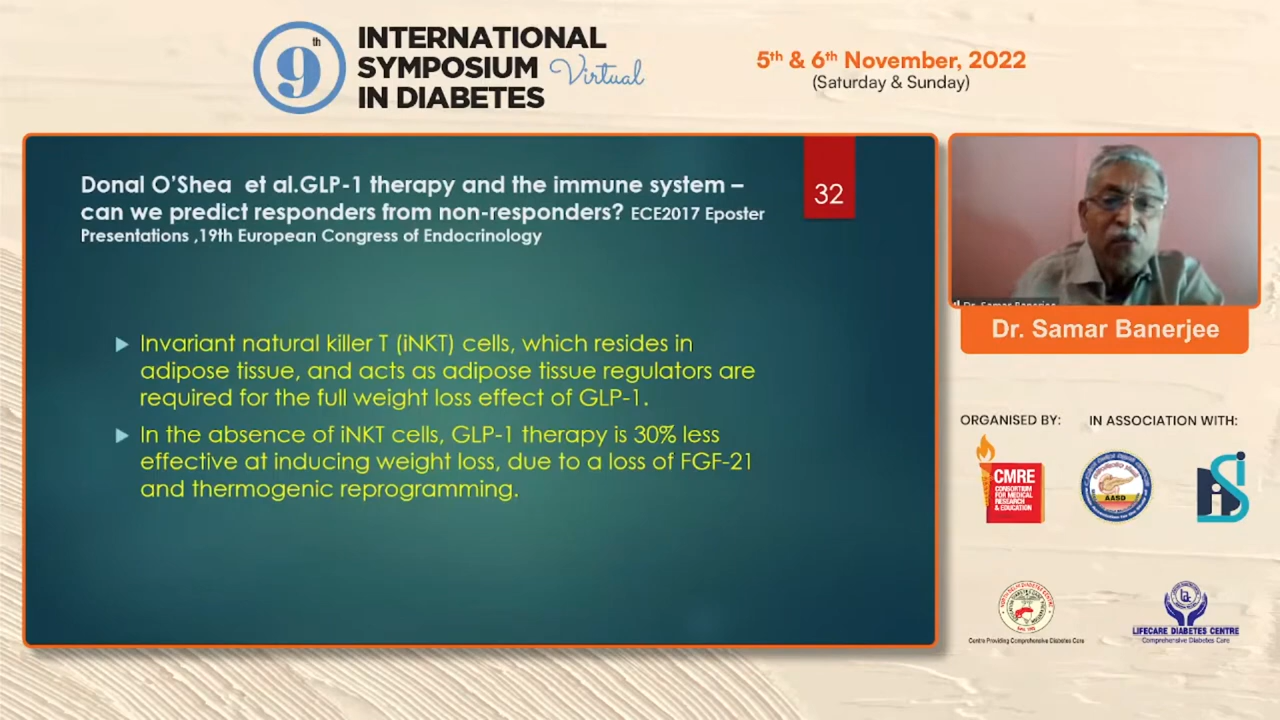 9th
INTERNATIONAL
SYMPOSIUM Virtual
IN DIABETES
5th & 6th November, 2022
(Saturday & Sunday)
Donal O'Shea et al.GLP-1 therapy and the immune system –
can we predict responders from non-responders? ECE2017 Eposter
Presentations ,19th European Congress of Endocrinology
32
Invariant natural killer T (iNKT) cells, which resides in
adipose tissue, and acts as adipose tissue regulators are
required for the full weight loss effect of GLP-1.
In the absence of iNKT cells, GLP-1 therapy is 30% less
effective at inducing weight loss, due to a loss of FGF-21
and thermogenic reprogramming.
Dr. Samar Banerjee
Dr. Samar Banerjee
ORGANISED BY:
IN ASSOCIATION WITH:
CMRE
CONSORTIUM
FOR MEDICAL
RESEARCH
& EDUCATION
AASD
Centre Providing Comprehensive Diabetes Care
LIFECARE DIABETES CENTRE
Comprehensive Diabetes Care